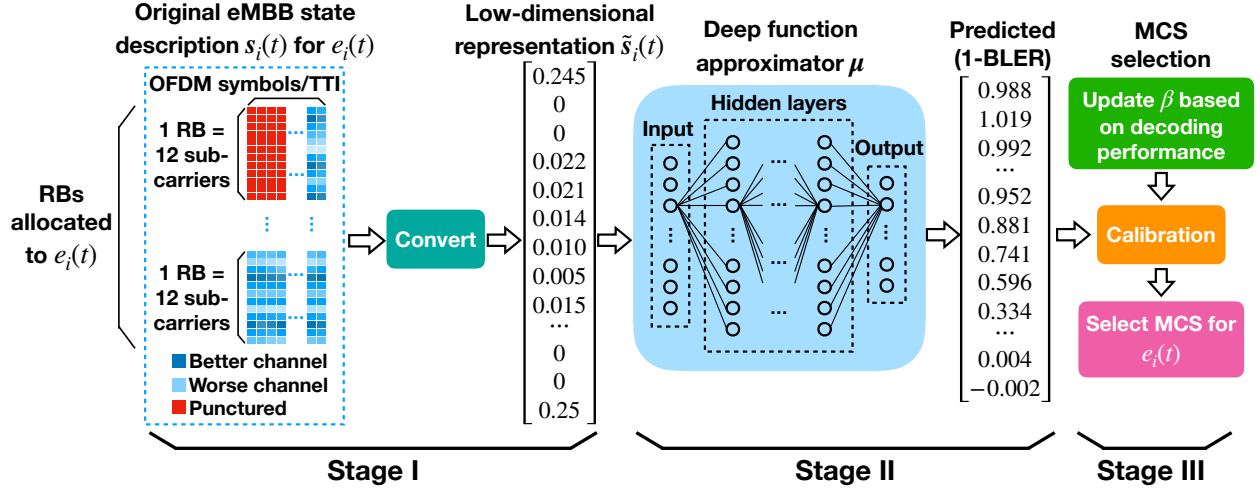 Original eMBB state
description s_i(t) for e_i(t)
OFDM symbols/TTI
1 RB =
12 sub-
carriers
RBs
allocated
to e_i(t)
1 RB =
12 sub-
carriers
Better channel
Worse channel
Punctured
Convert
Low-dimensional
representation s̃_i(t)
0.245
0
0
0.022
0.021
0.014
0.010
0.005
0.015
...
0
0
0.25
Stage I
Deep function
approximator μ
Hidden layers
Input
Output
Predicted
(1-BLER)
0.988
1.019
0.992
...
0.952
0.881
0.741
0.596
0.334
...
0.004
−0.002
Stage II
MCS
selection
Update β based
on decoding
performance
Calibration
Select MCS for
e_i(t)
Stage III